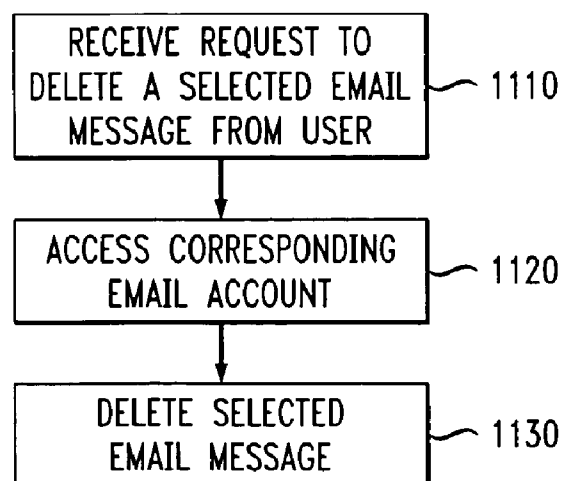 RECEIVE REQUEST TO
DELETE A SELECTED EMAIL
MESSAGE FROM USER
1110
ACCESS CORRESPONDING
EMAIL ACCOUNT
1120
DELETE SELECTED
EMAIL MESSAGE
1130